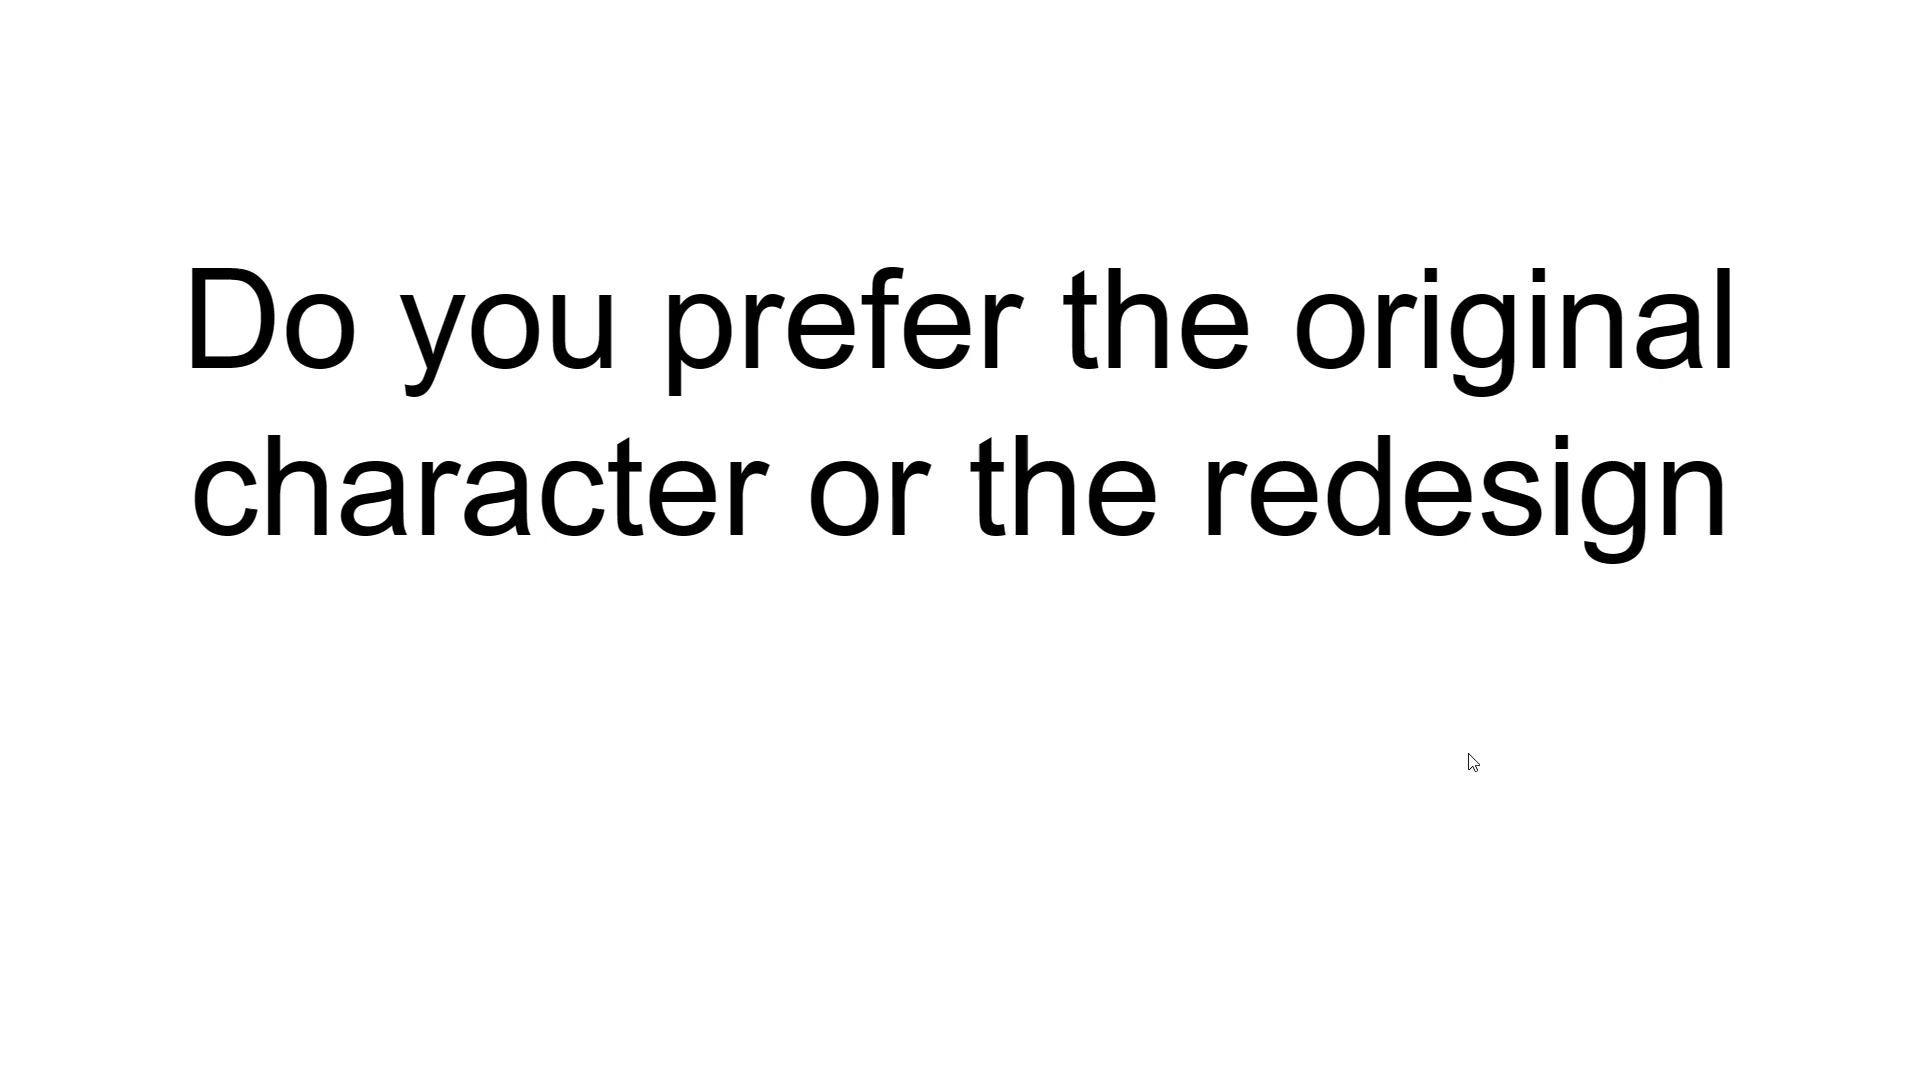 Do you prefer the original
character or the redesign